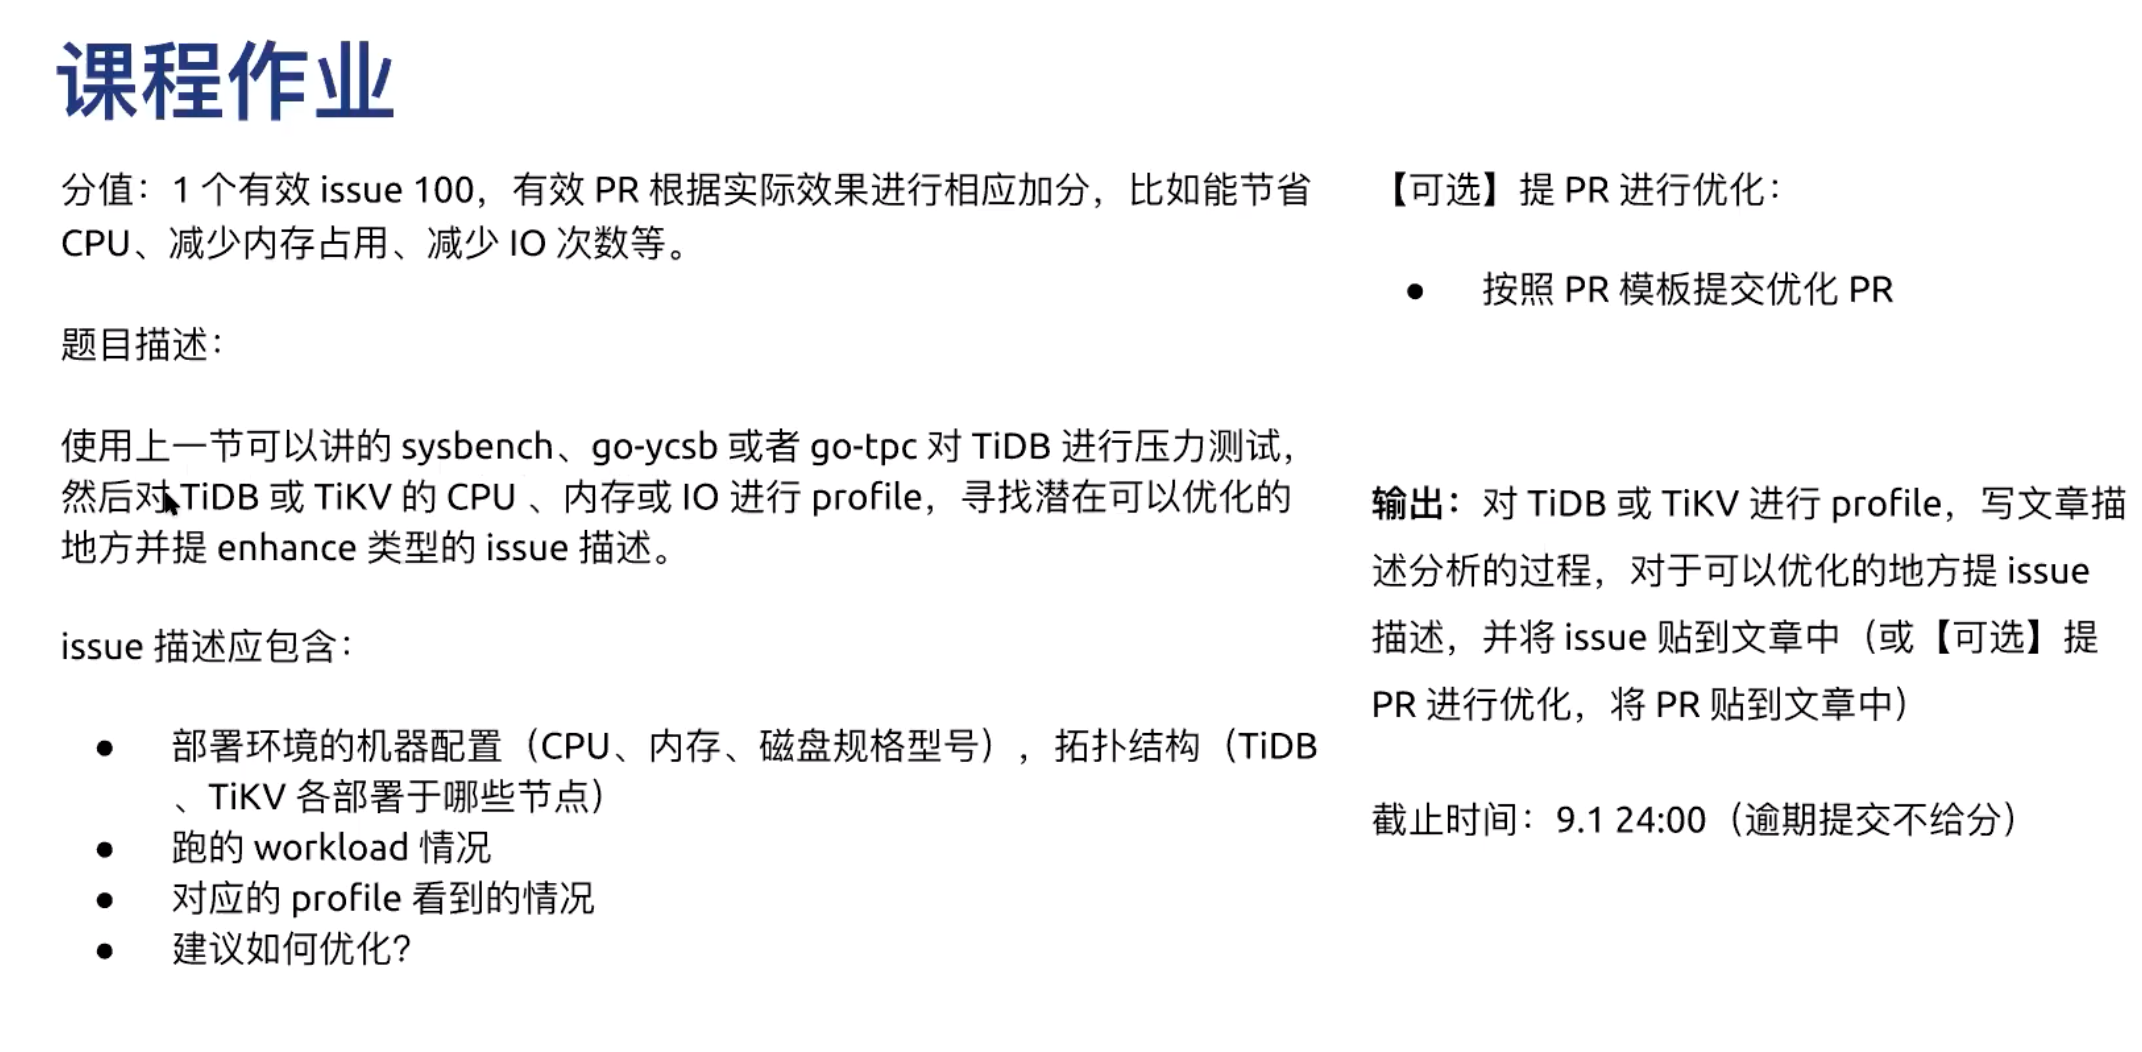 课程作业
分值：1 个有效 issue 100，有效 PR 根据实际效果进行相应加分，比如能节省
CPU、减少内存占用、减少 IO 次数等。
题目描述：
使用上一节可以讲的 sysbench、go-ycsb 或者 go-tpc 对 TiDB 进行压力测试，
然后对 TiDB 或 TiKV 的 CPU 、内存或 IO 进行 profile，寻找潜在可以优化的
地方并提 enhance 类型的 issue 描述。
issue 描述应包含：
● 部署环境的机器配置（CPU、内存、磁盘规格型号），拓扑结构（TiDB
、TiKV 各部署于哪些节点）
● 跑的 workload 情况
● 对应的 profile 看到的情况
● 建议如何优化？
【可选】提 PR 进行优化：
● 按照 PR 模板提交优化 PR
输出：对 TiDB 或 TiKV 进行 profile，写文章描
述分析的过程，对于可以优化的地方提 issue
描述，并将 issue 贴到文章中（或【可选】提
PR 进行优化，将 PR 贴到文章中）
截止时间：9.1 24:00（逾期提交不给分）